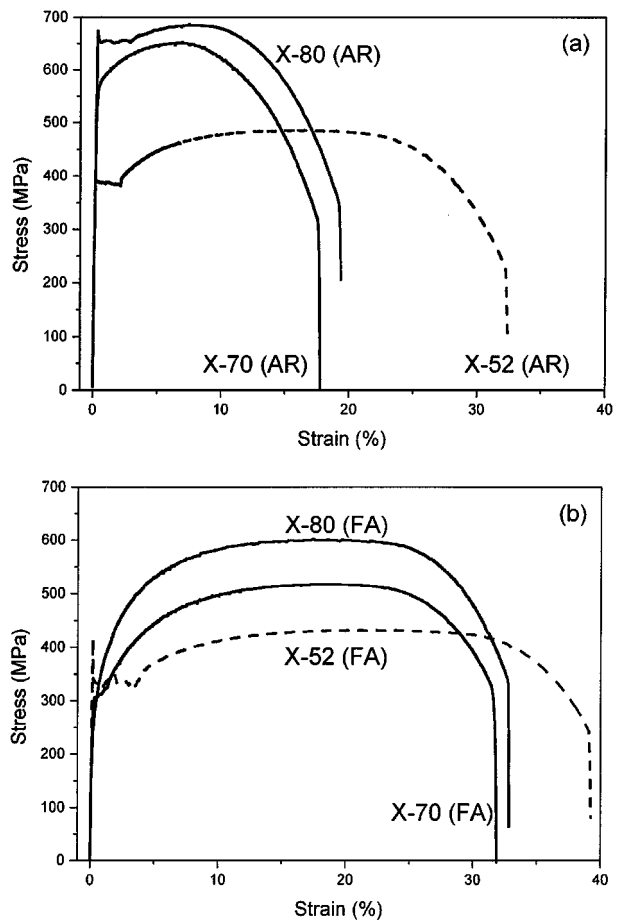 700
(a)
X-80 (AR)
600
500
400
300
200
100
0
Stress (MPa)
X-70 (AR)
X-52 (AR)
0
10
20
30
40
Strain (%)
700
(b)
X-80 (FA)
600
500
400
300
200
100
0
Stress (MPa)
X-52 (FA)
X-70 (FA)
0
10
20
30
40
Strain (%)